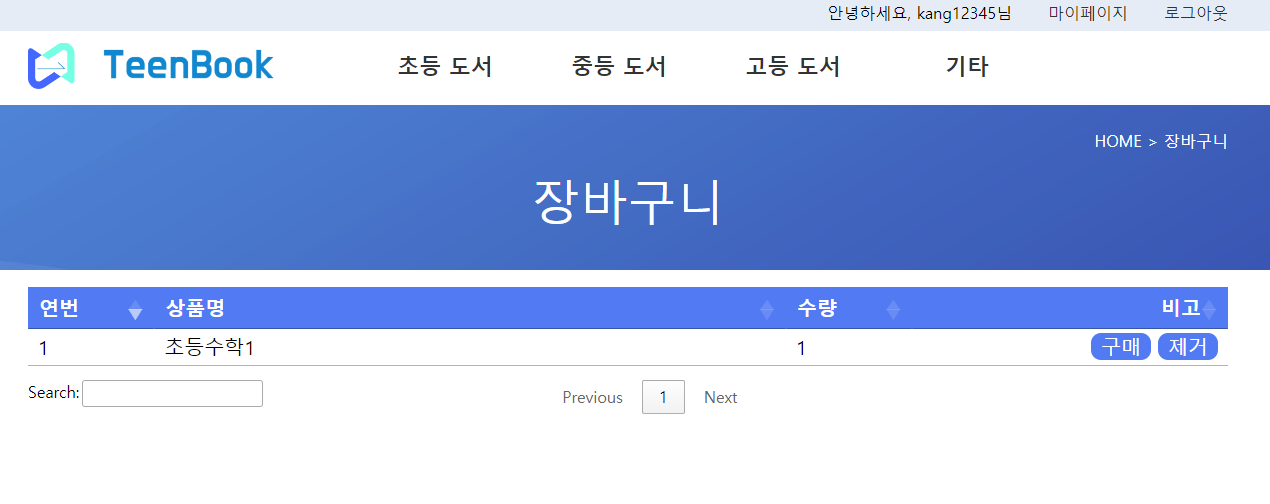 안녕하세요, kang12345님 마이페이지 로그아웃
TeenBook 초등 도서 중등 도서 고등 도서 기타
HOME > 장바구니
장바구니
연번 상품명 수량 비고
1 초등수학1 1 구매 제거
Search: Previous 1 Next